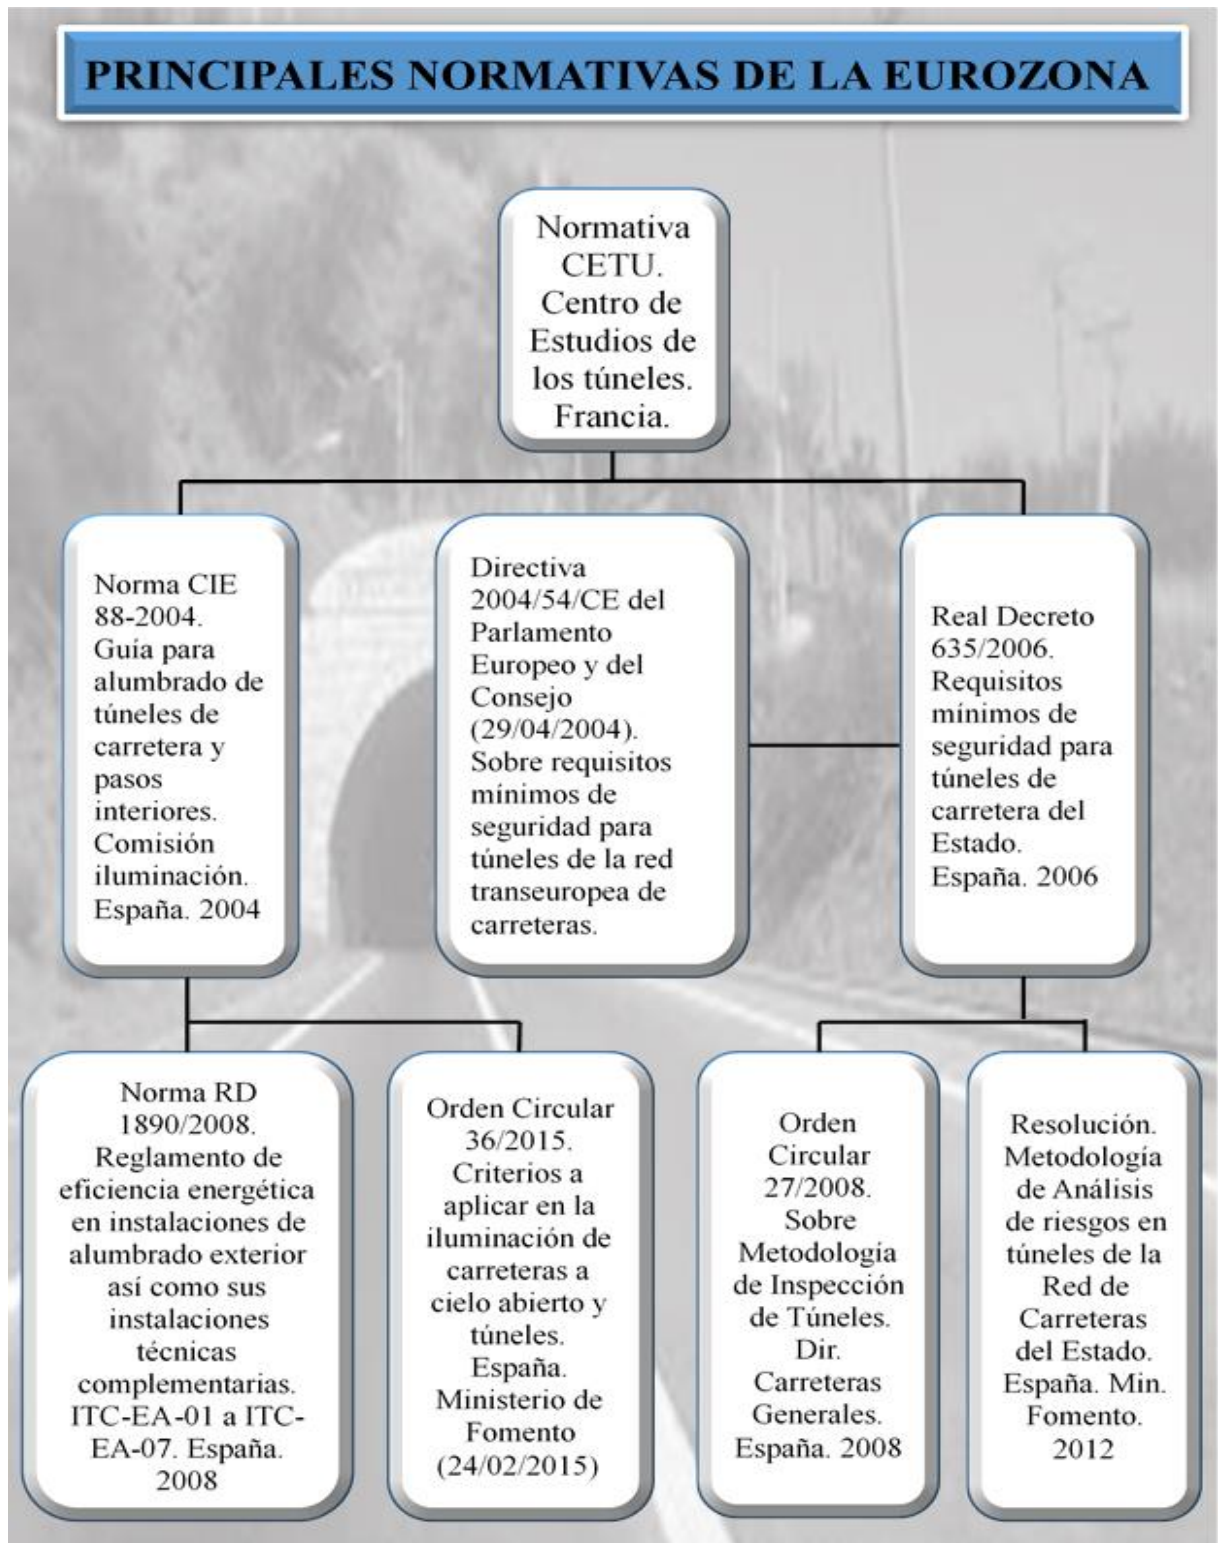 PRINCIPALES NORMATIVAS DE LA EUROZONA
Normativa
CETU.
Centro de
Estudios de
los túneles.
Francia.
Norma CIE
88-2004.
Guía para
alumbrado de
túneles de
carretera y
pasos
interiores.
Comisión
iluminación.
España. 2004
Directiva
2004/54/CE del
Parlamento
Europeo y del
Consejo
(29/04/2004).
Sobre requisitos
mínimos de
seguridad para
túneles de la red
transeuropea de
carreteras.
Real Decreto
635/2006.
Requisitos
mínimos de
seguridad para
túneles de
carretera del
Estado.
España. 2006
Norma RD
1890/2008.
Reglamento de
eficiencia energética
en instalaciones de
alumbrado exterior
así como sus
instalaciones
técnicas
complementarias.
ITC-EA-01 a ITC-
EA-07. España.
2008
Orden Circular
36/2015.
Criterios a
aplicar en la
iluminación de
carreteras a
cielo abierto y
túneles.
España.
Ministerio de
Fomento
(24/02/2015)
Orden
Circular
27/2008.
Sobre
Metodología
de Inspección
de Túneles.
Dir.
Carreteras
Generales.
España. 2008
Resolución.
Metodología
de Análisis
de riesgos en
túneles de la
Red de
Carreteras
del Estado.
España. Min.
Fomento.
2012